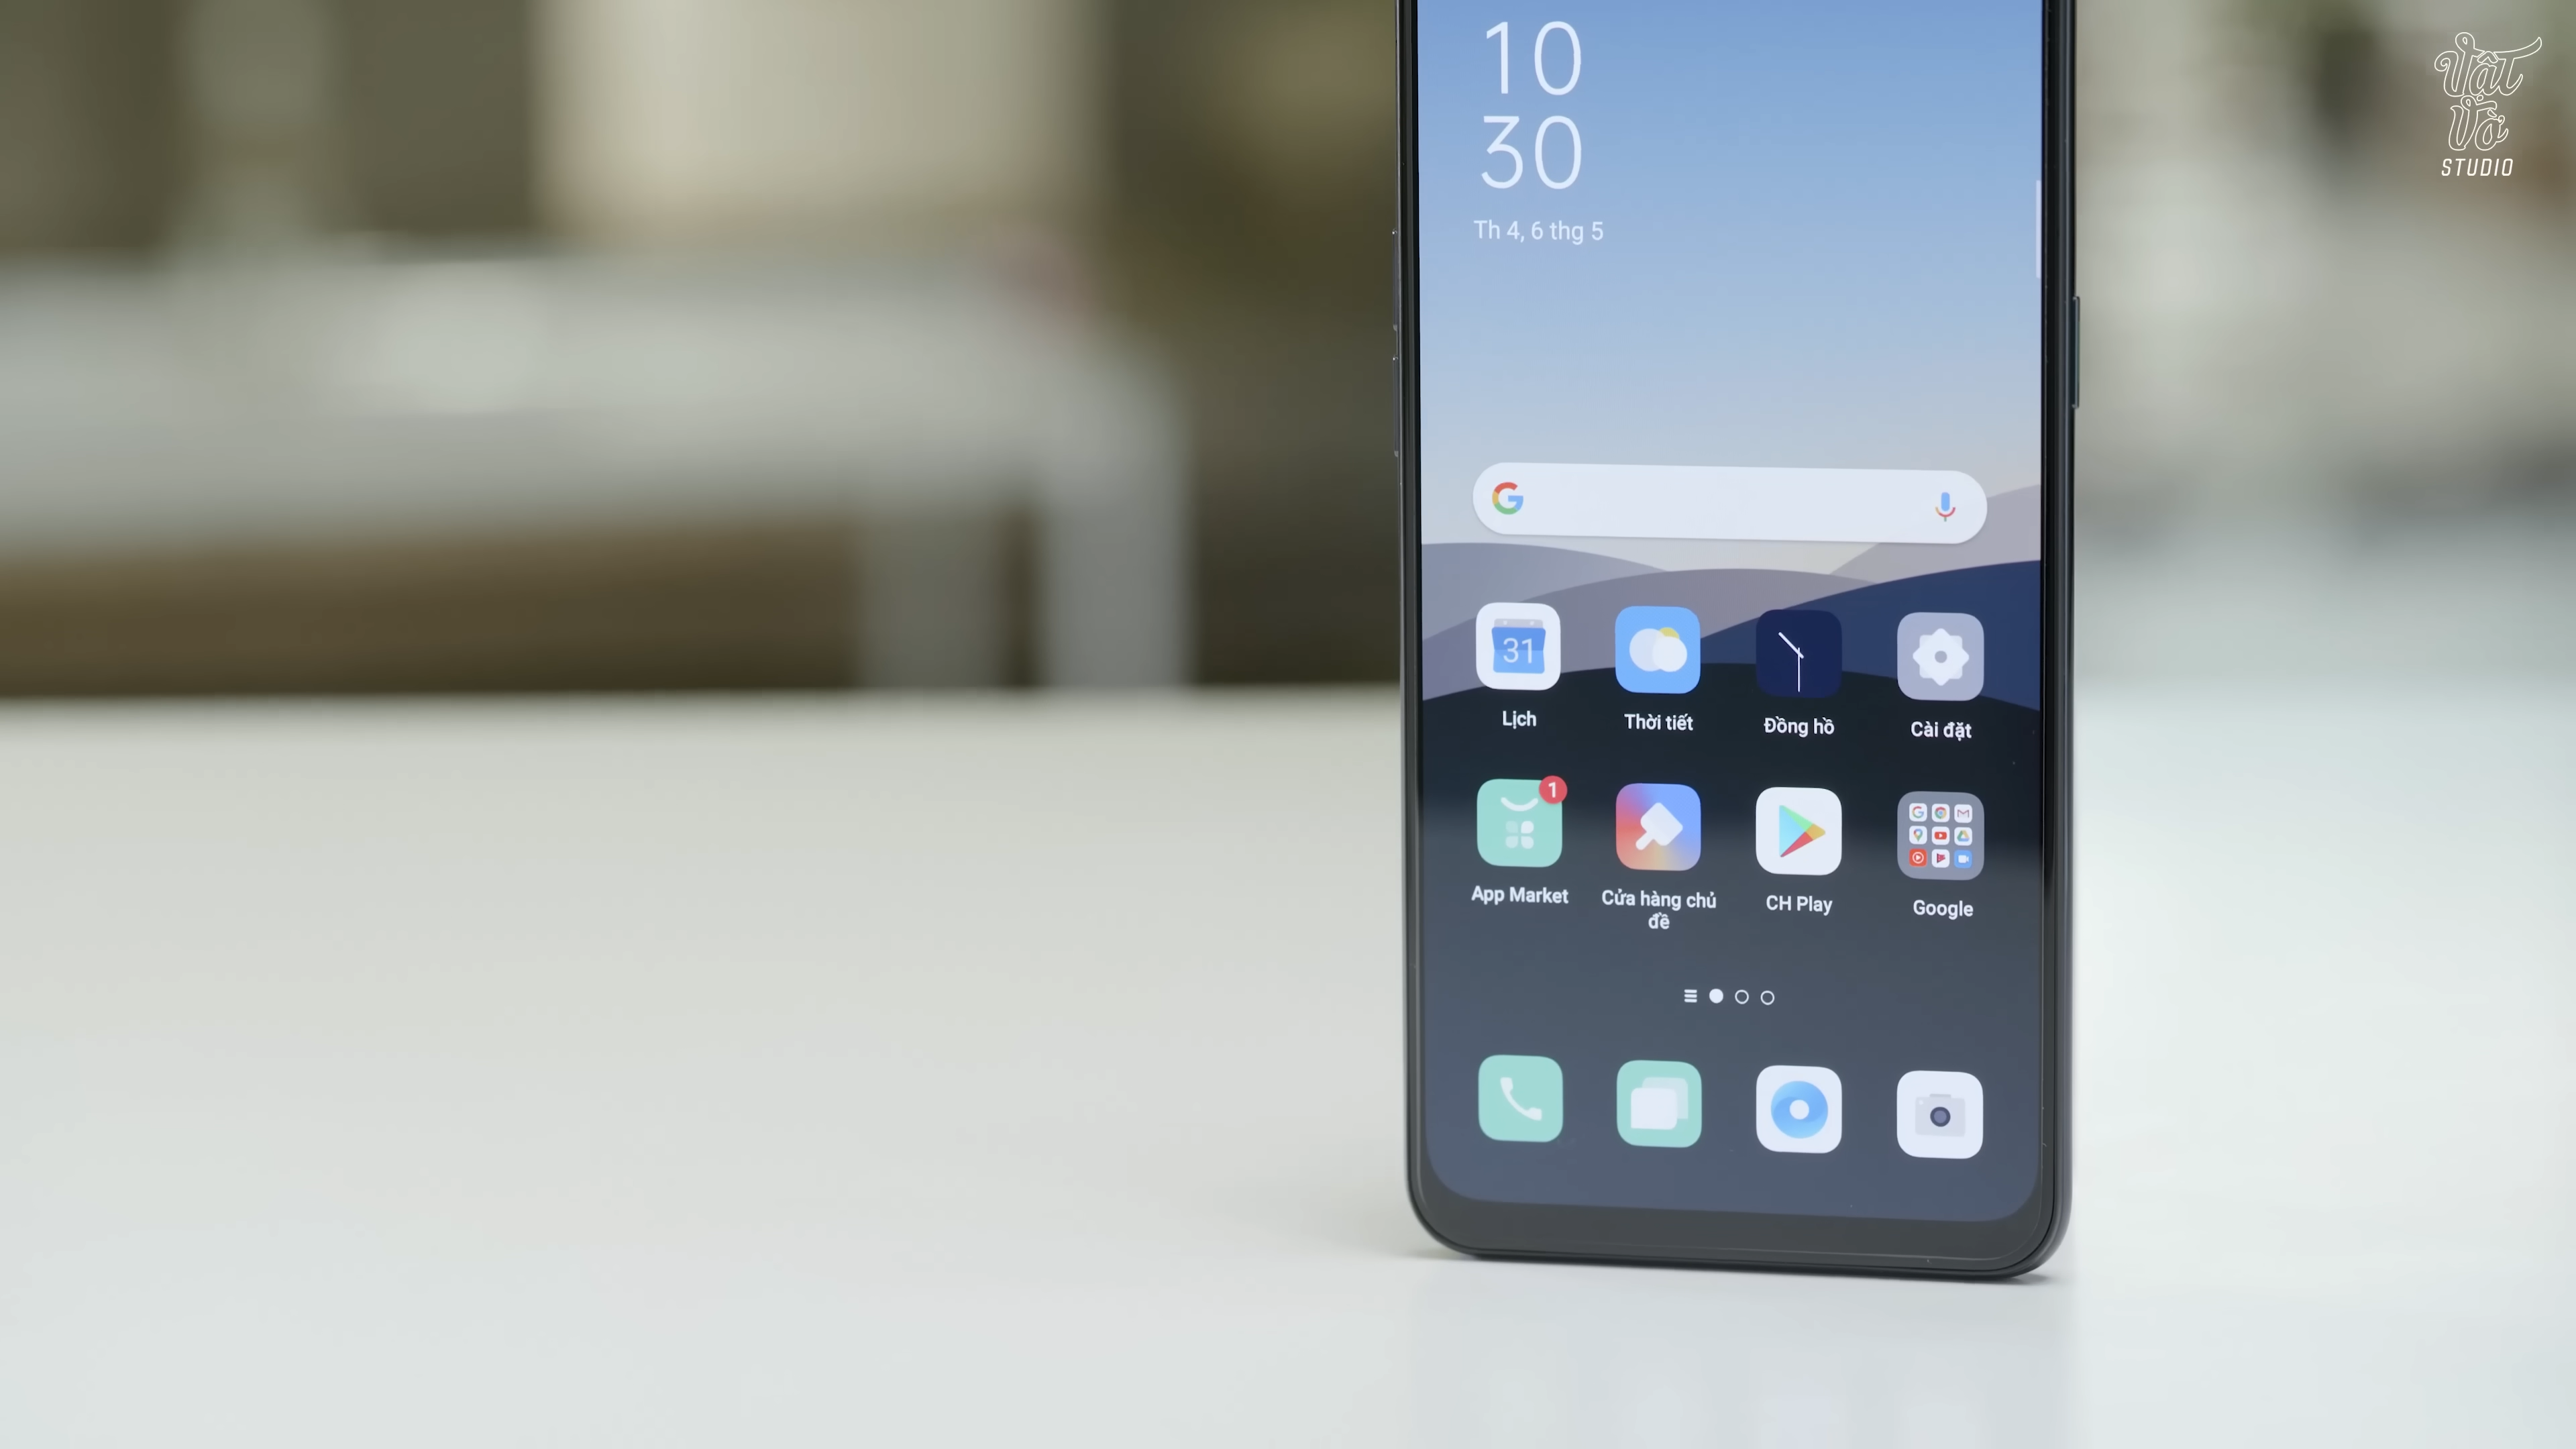 10
30
Th 4, 6 thg 5
Vật
Vờ
STUDIO
G
31
Lịch
Thời tiết
Đồng hồ
Cài đặt
1
App Market
Cửa hàng chủ
đề
CH Play
Google